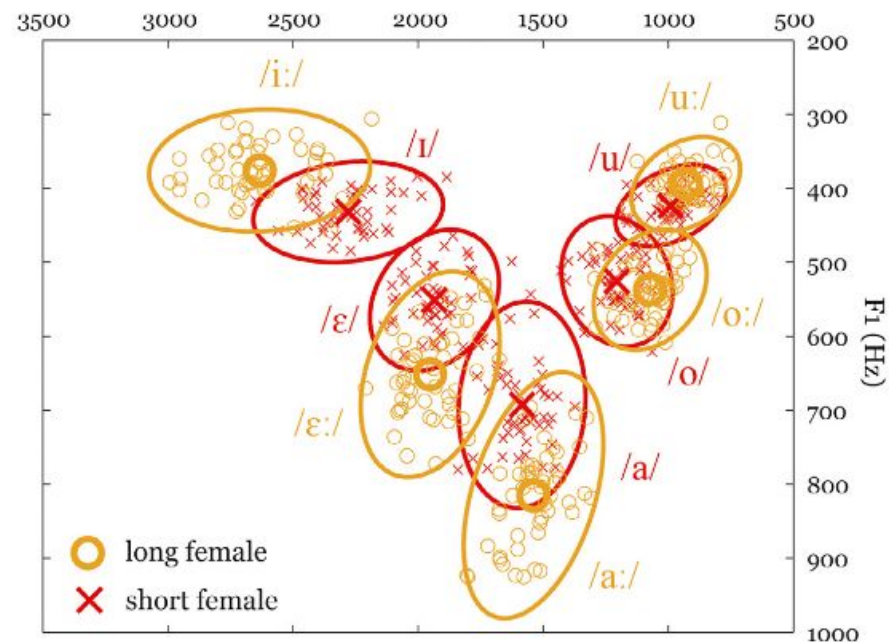 3500 2500 2000 1500 1000 500
200
/iː/
/uː/
300
/ɪ/
/u/
400
500
/ɛ/
/oː/
F1 (Hz)
600
/o/
/ɛː/
700
/a/
800
long female
900
/aː/
short female
1000